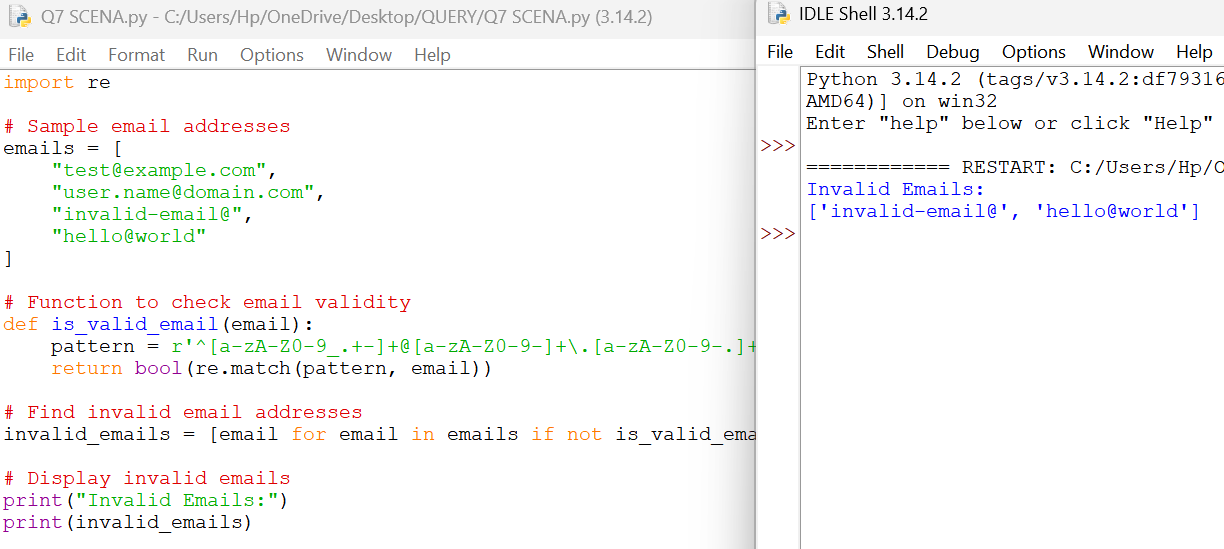 Q7 SCENA.py - C:/Users/Hp/OneDrive/Desktop/QUERY/Q7 SCENA.py (3.14.2)
File Edit Format Run Options Window Help
import re

# Sample email addresses
emails = [
    "test@example.com",
    "user.name@domain.com",
    "invalid-email@",
    "hello@world"
]

# Function to check email validity
def is_valid_email(email):
    pattern = r'^[a-zA-Z0-9_.+-]+@[a-zA-Z0-9-]+\.[a-zA-Z0-9-.]+
    return bool(re.match(pattern, email))

# Find invalid email addresses
invalid_emails = [email for email in emails if not is_valid_ema

# Display invalid emails
print("Invalid Emails:")
print(invalid_emails)
IDLE Shell 3.14.2
File Edit Shell Debug Options Window Help
Python 3.14.2 (tags/v3.14.2:df79316
AMD64)] on win32
Enter "help" below or click "Help"
>>>
============ RESTART: C:/Users/Hp/O
Invalid Emails:
['invalid-email@', 'hello@world']
>>>